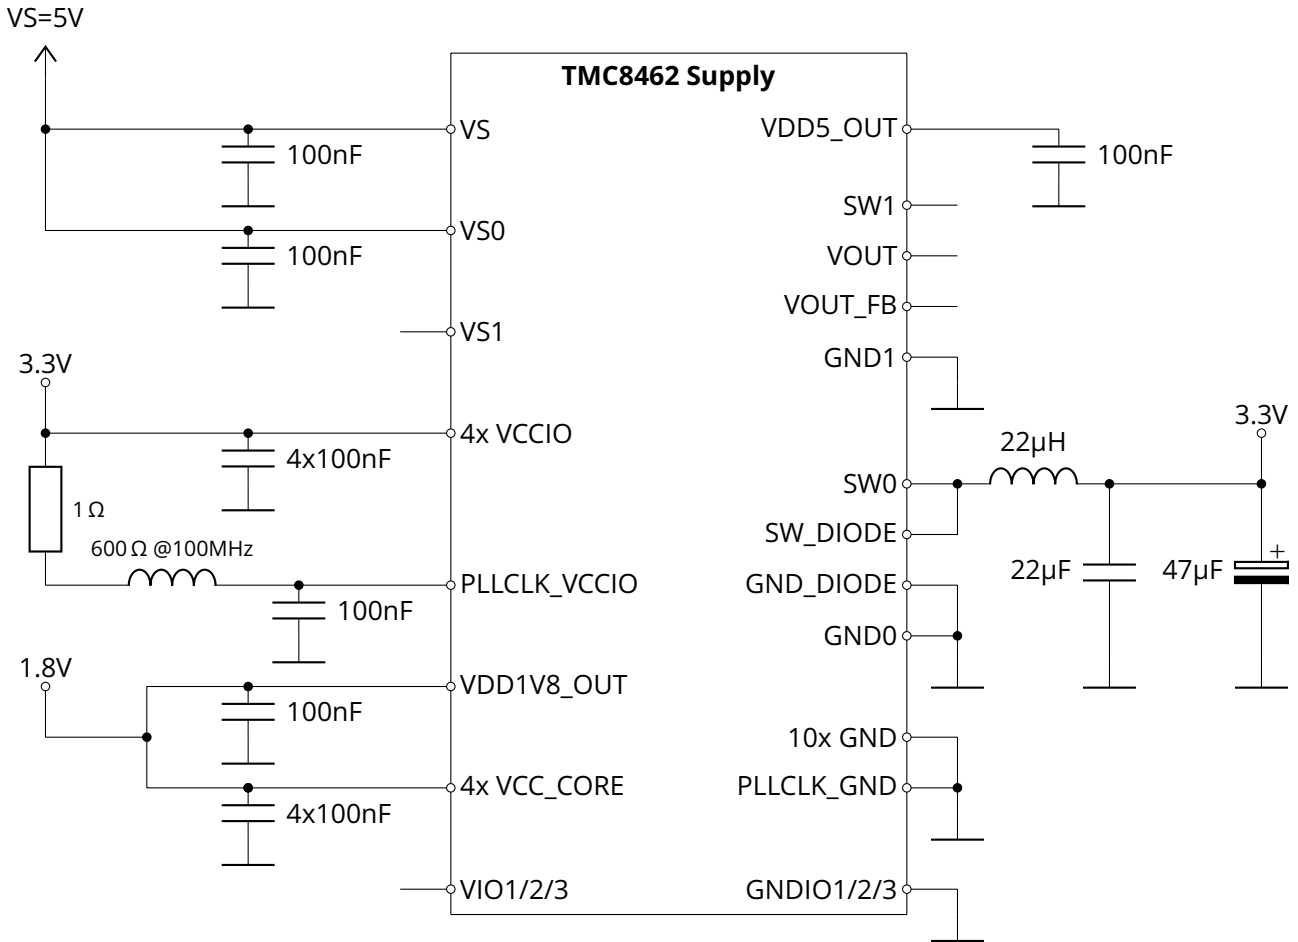 VS=5V
TMC8462 Supply
VS
100nF
VS0
100nF
VS1
3.3V
4x VCCIO
4x100nF
1 Ω
600 Ω @100MHz
PLLCLK_VCCIO
100nF
1.8V
VDD1V8_OUT
100nF
4x VCC_CORE
4x100nF
VIO1/2/3
VDD5_OUT
100nF
SW1
VOUT
VOUT_FB
GND1
3.3V
22µH
SW0
SW_DIODE
22µF
47µF
+
GND_DIODE
GND0
10x GND
PLLCLK_GND
GNDIO1/2/3